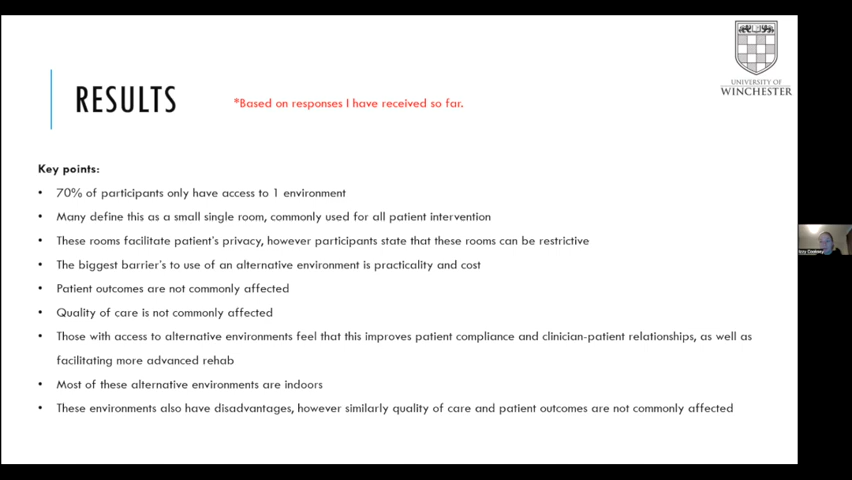 UNIVERSITY OF
WINCHESTER
RESULTS
*Based on responses I have received so far.
Key points:
• 70% of participants only have access to 1 environment
• Many define this as a small single room, commonly used for all patient intervention
• These rooms facilitate patient's privacy, however participants state that these rooms can be restrictive
• The biggest barrier's to use of an alternative environment is practicality and cost
• Patient outcomes are not commonly affected
• Quality of care is not commonly affected
• Those with access to alternative environments feel that this improves patient compliance and clinician-patient relationships, as well as
facilitating more advanced rehab
• Most of these alternative environments are indoors
• These environments also have disadvantages, however similarly quality of care and patient outcomes are not commonly affected